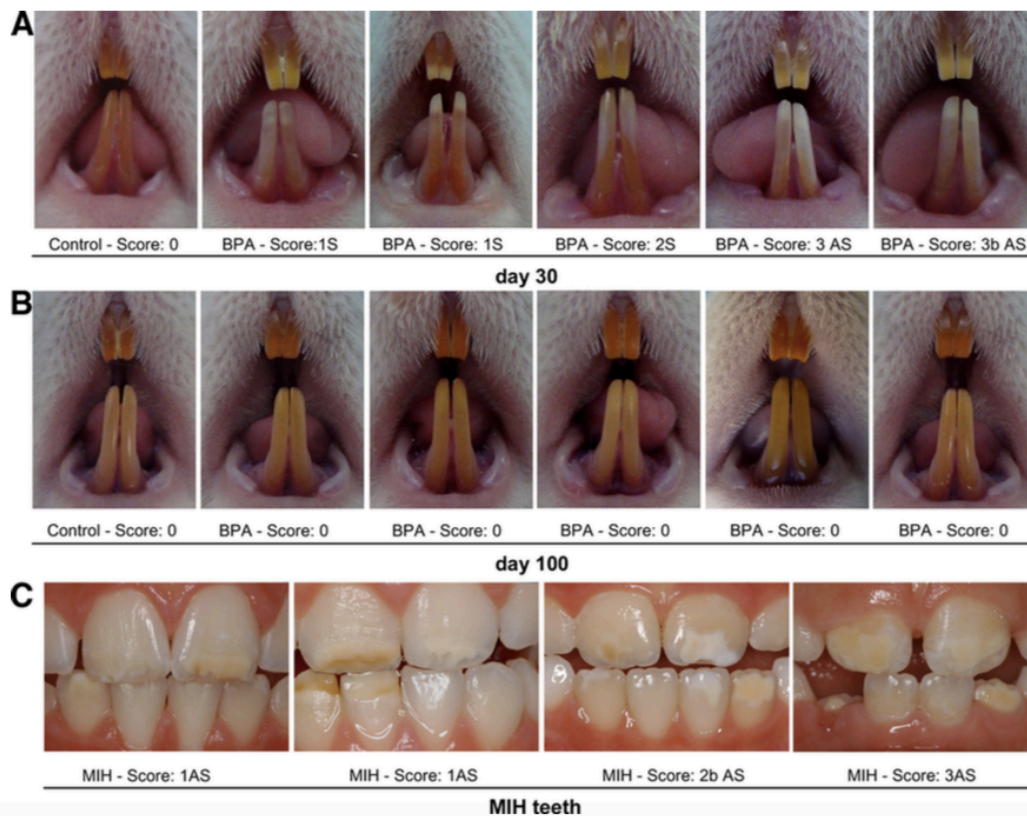 A
Control - Score: 0 BPA - Score:1S BPA - Score: 1S BPA - Score: 2S BPA - Score: 3 AS BPA - Score: 3b AS
day 30
B
Control - Score: 0 BPA - Score: 0 BPA - Score: 0 BPA - Score: 0 BPA - Score: 0 BPA - Score: 0
day 100
C
MIH - Score: 1AS MIH - Score: 1AS MIH - Score: 2b AS MIH - Score: 3AS
MIH teeth